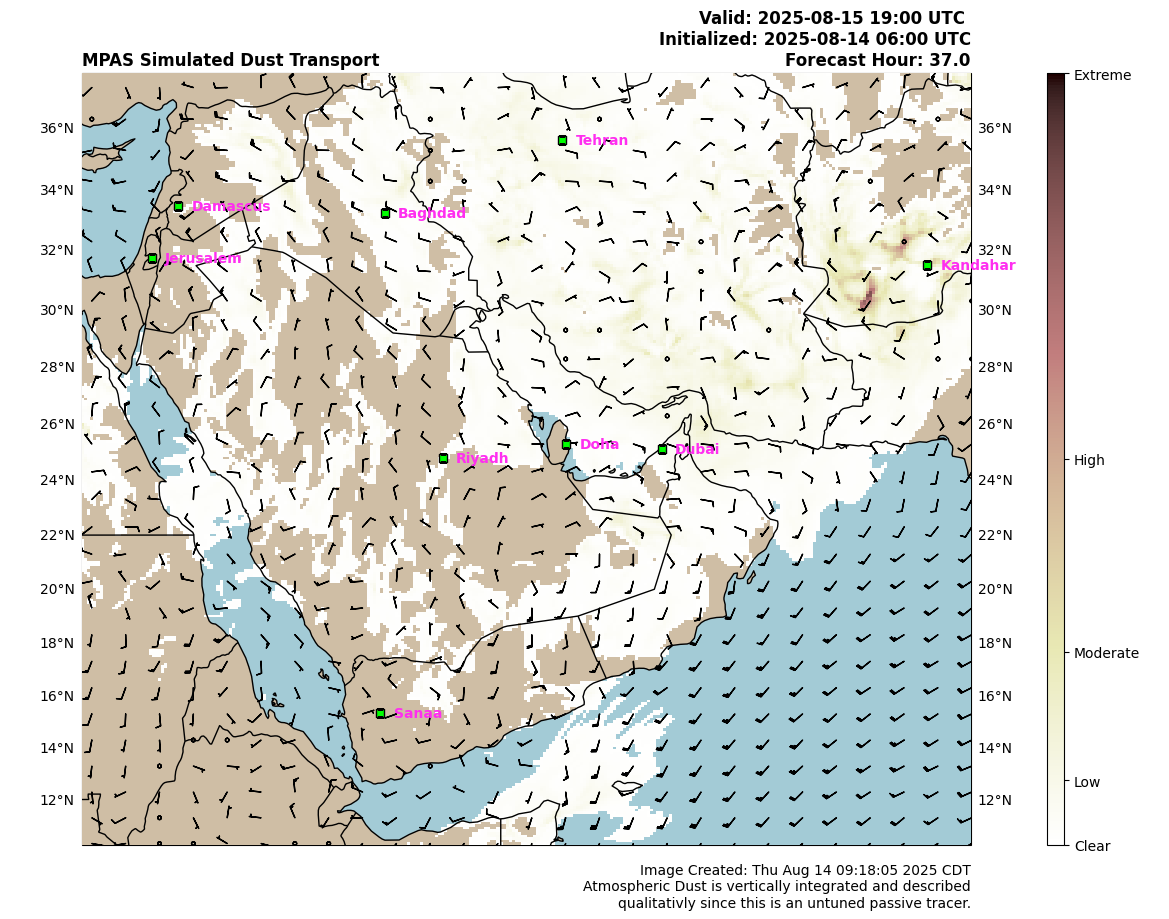 Valid: 2025-08-15 19:00 UTC
Initialized: 2025-08-14 06:00 UTC
MPAS Simulated Dust Transport
Forecast Hour: 37.0
Extreme
High
Moderate
Low
Clear
36°N
34°N
32°N
30°N
28°N
26°N
24°N
22°N
20°N
18°N
16°N
14°N
12°N
36°N
34°N
32°N
30°N
28°N
26°N
24°N
22°N
20°N
18°N
16°N
14°N
12°N
Tehran
Damascus
Baghdad
Jerusalem
Kandahar
Doha
Dubai
Riyadh
Sanaa
Image Created: Thu Aug 14 09:18:05 2025 CDT
Atmospheric Dust is vertically integrated and described
qualitativly since this is an untuned passive tracer.